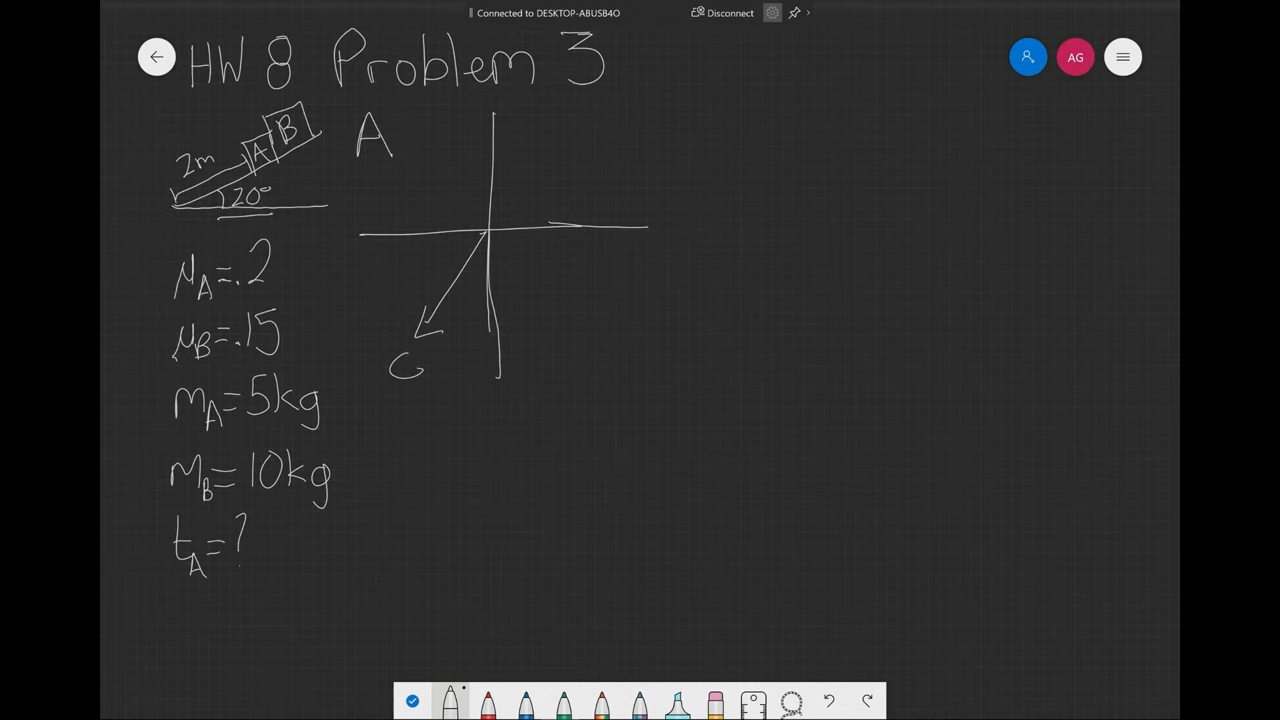 Connected to DESKTOP-ABUSB4O
Disconnect
AG
HW 8 Problem 3
2m
A
B
20°
A
μA=.2
μB=.15
G
mA=5kg
mB=10kg
tA=?